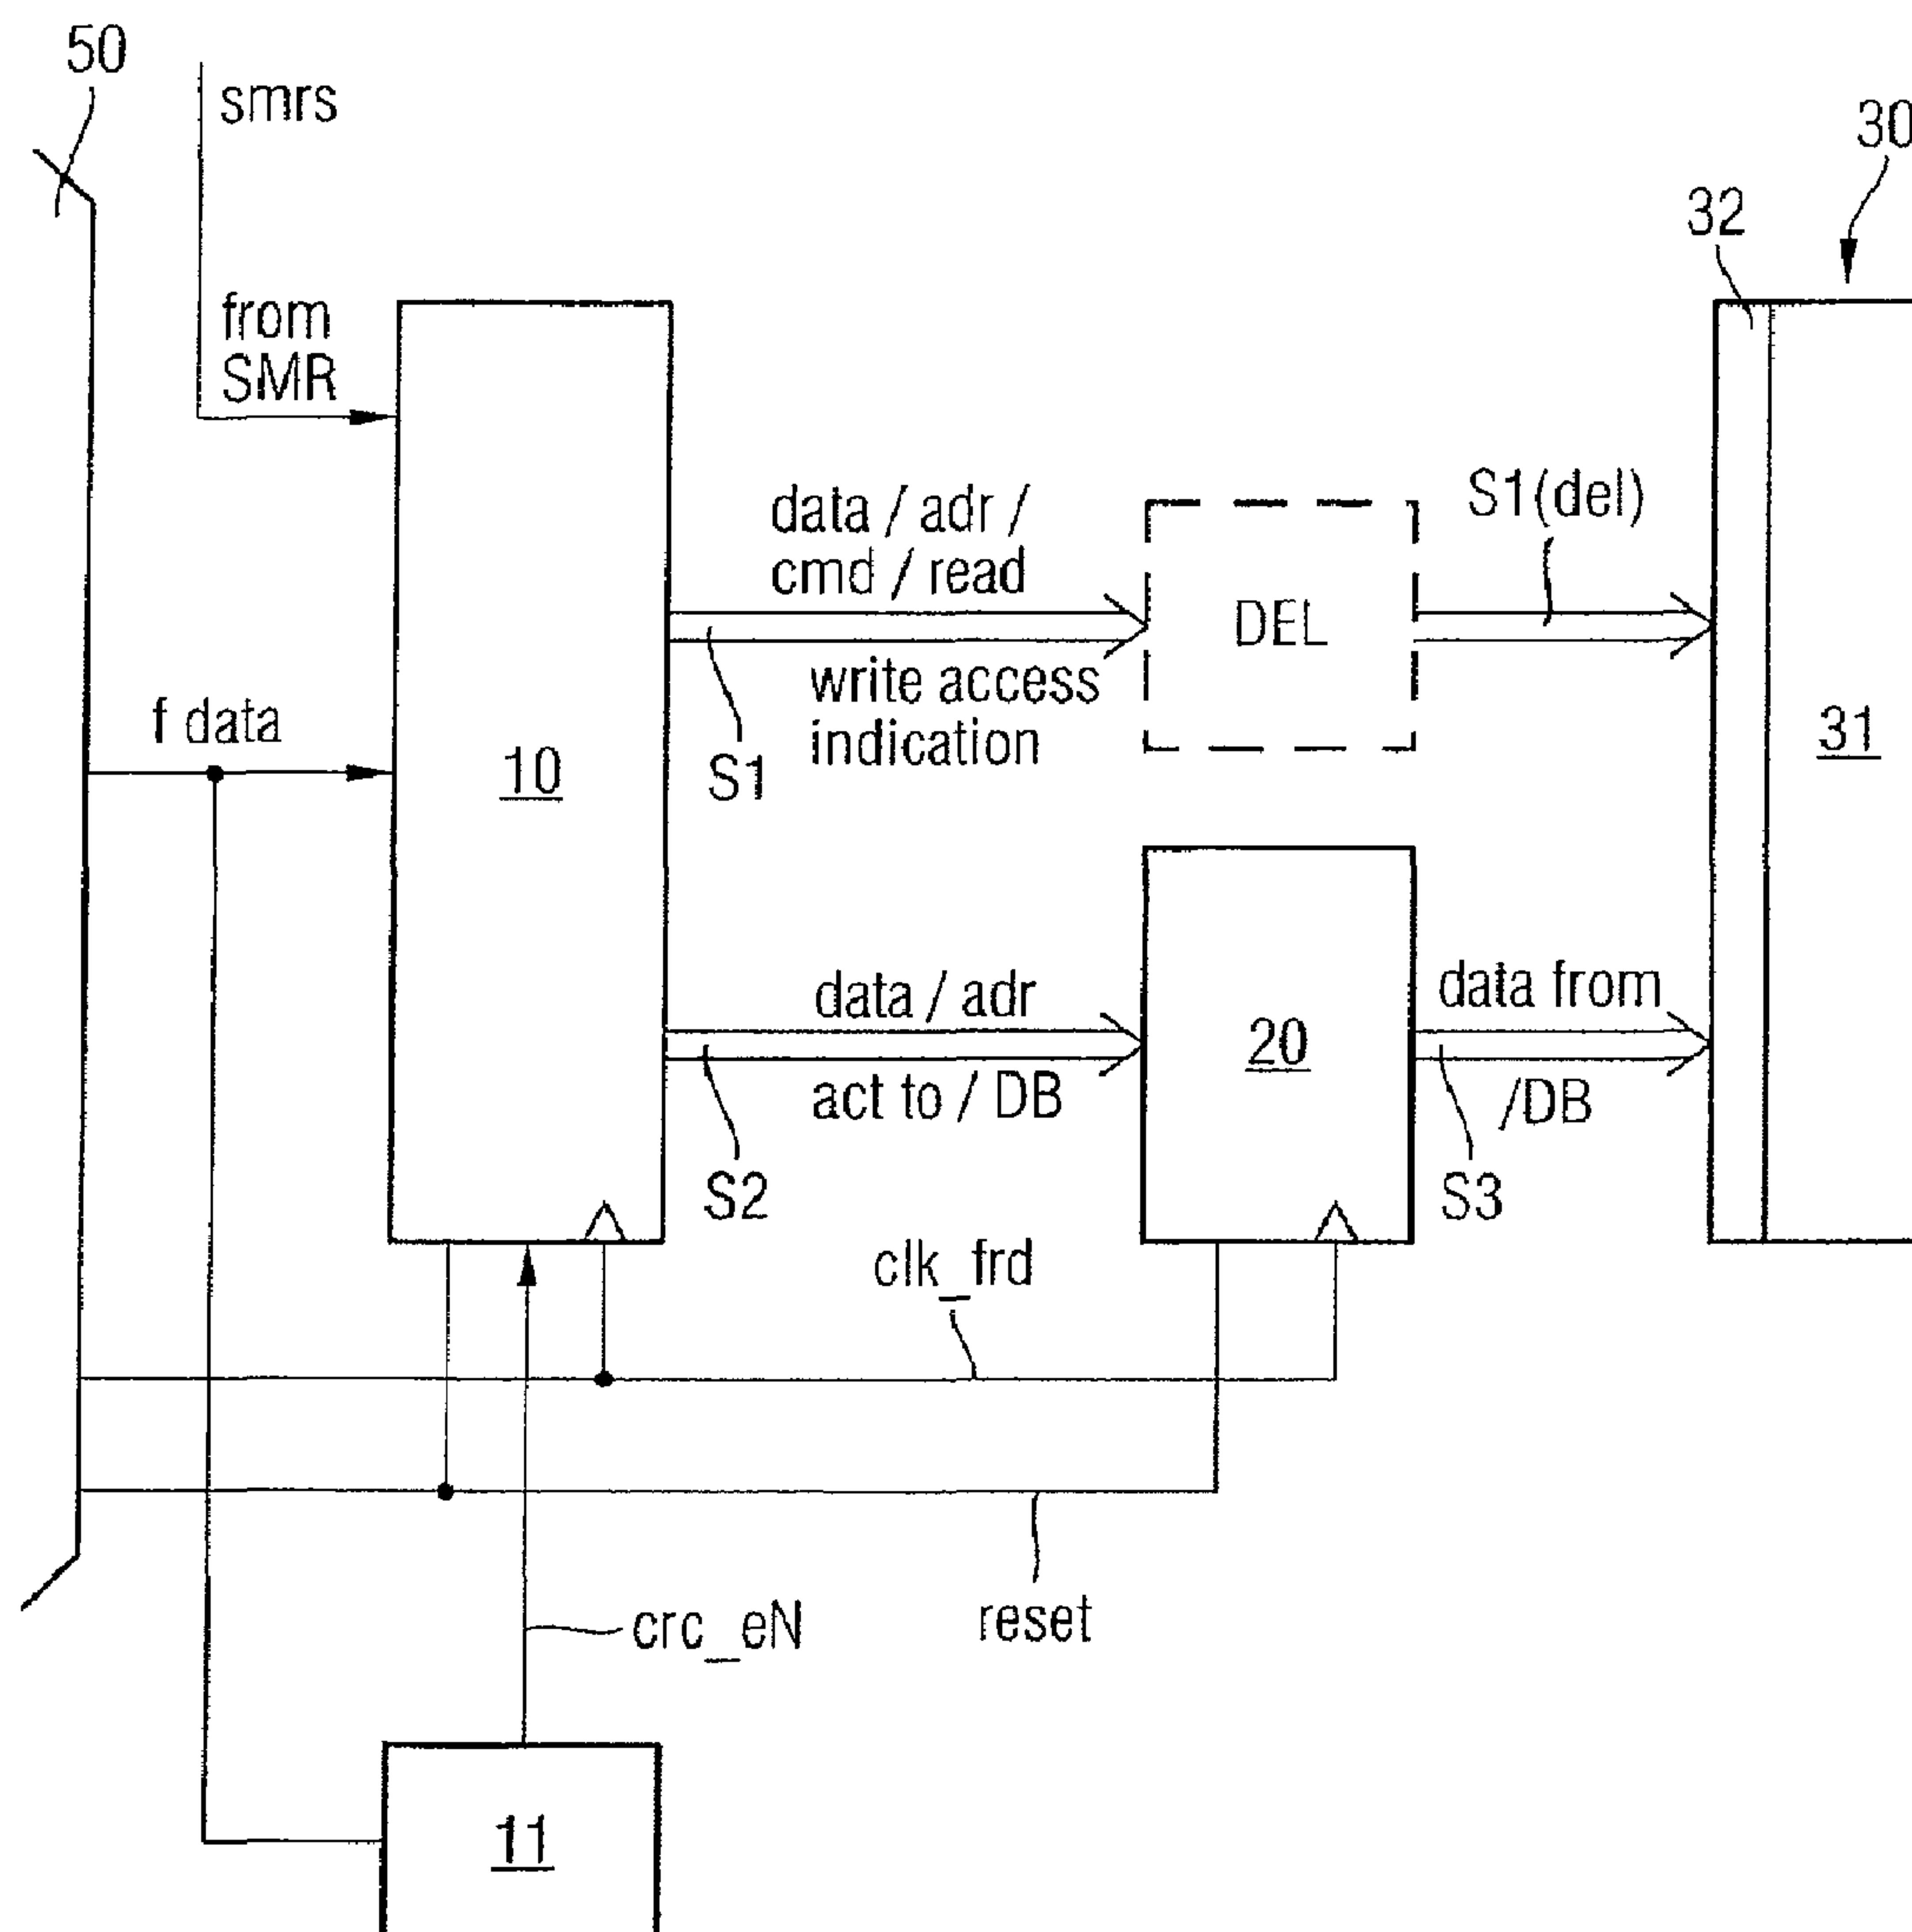 50
smrs
30
32
from
SMR
data / adr /
cmd / read
S1(del)
DEL
write access
indication
f data
10
S1
31
data / adr
data from
20
act to / DB
/DB
S2
S3
clk_frd
crc_eN
reset
11